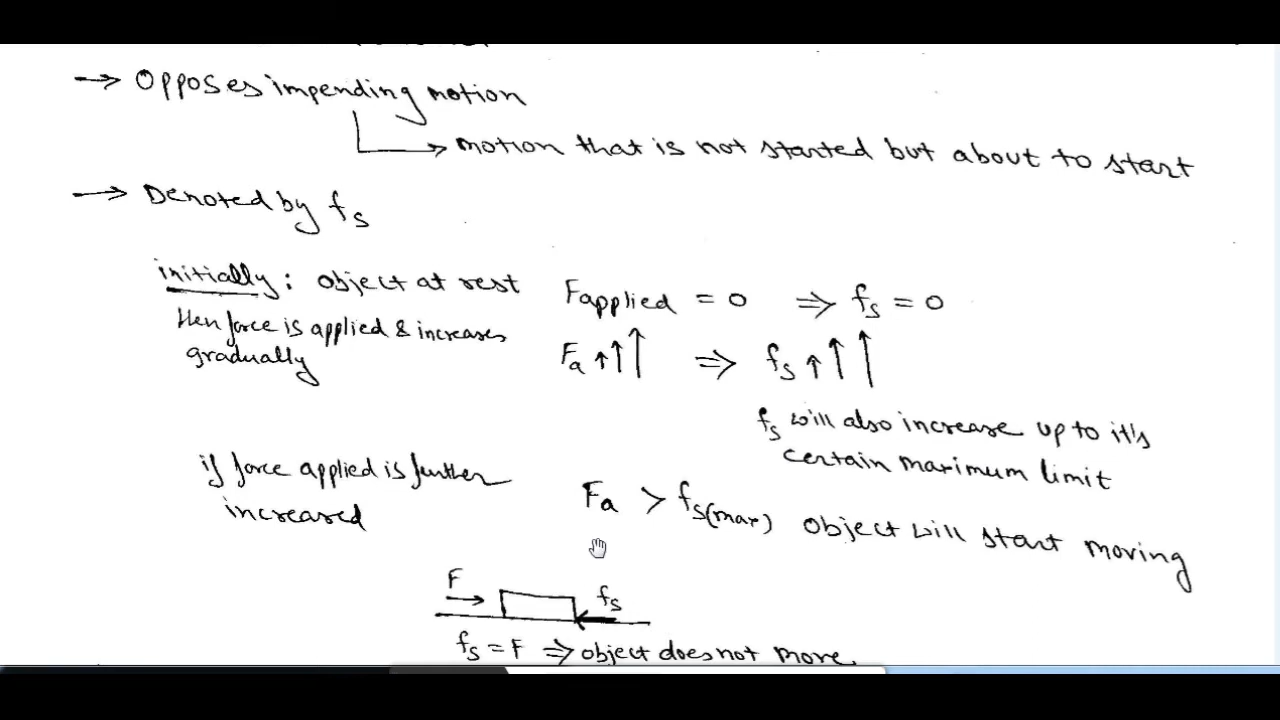 → Opposes impending motion
→ motion that is not started but about to start
→ Denoted by fs
initially: object at rest Fapplied = 0 ⇒ fs = 0
then force is applied & increases
gradually Fa ↑↑↑ ⇒ fs ↑↑↑
fs will also increase up to it's
certain maximum limit
if force applied is further
increased Fa > fs(max) object will start moving
F
fs
fs = F ⇒ object does not move